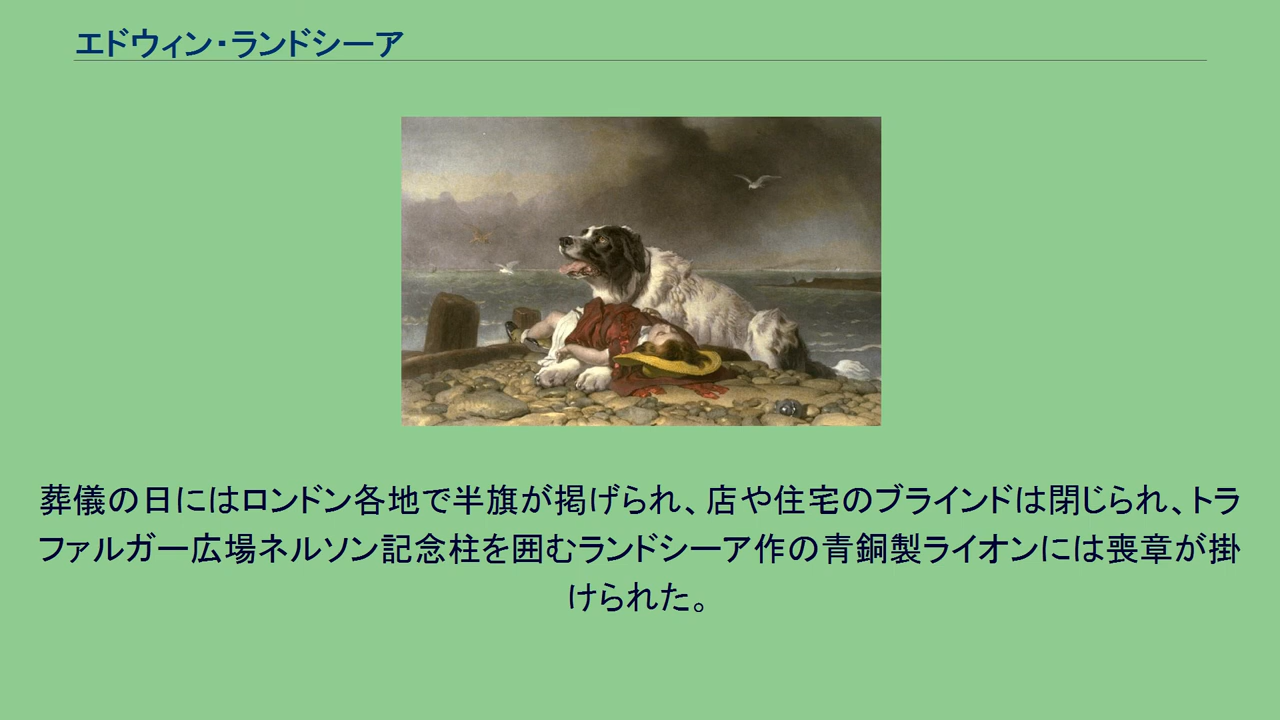 エドウィン・ランドシーア
葬儀の日にはロンドン各地で半旗が掲げられ、店や住宅のブラインドは閉じられ、トラ
ファルガー広場ネルソン記念柱を囲むランドシーア作の青銅製ライオンには喪章が掛
けられた。